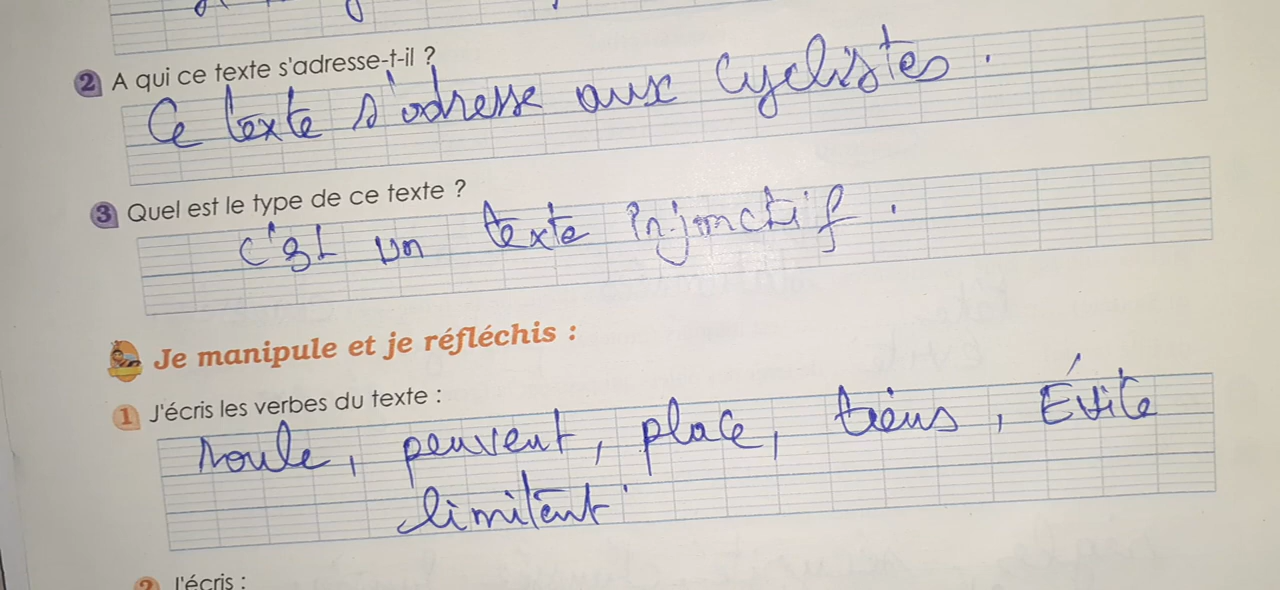 2 A qui ce texte s'adresse-t-il ?
Ce texte s'adresse aux cyclistes.
3 Quel est le type de ce texte ?
c'est un texte injonctif.
Je manipule et je réfléchis :
1 J'écris les verbes du texte :
roule, peuvent, place, tiens, Évite
limitent.
2 J'écris :